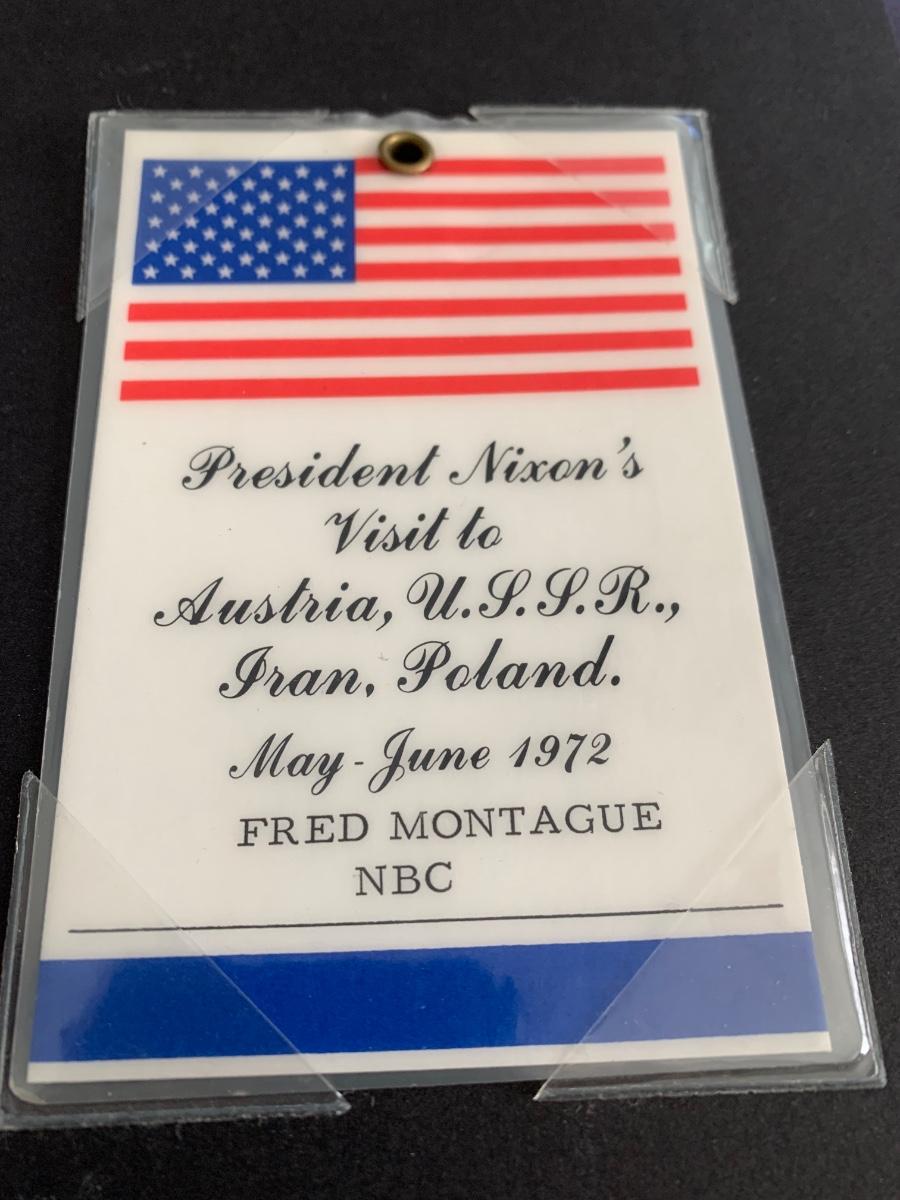 President Nixon's
Visit to
Austria, U.S.S.R.,
Iran, Poland.
May - June 1972
FRED MONTAGUE
NBC